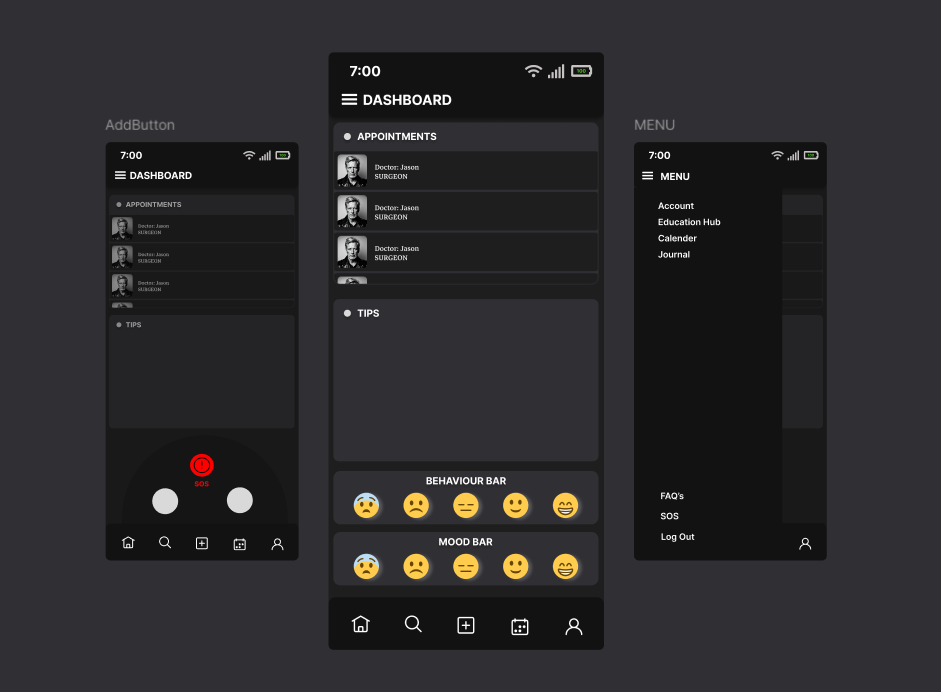 AddButton
7:00
100
DASHBOARD
APPOINTMENTS
Doctor: Jason
SURGEON
Doctor: Jason
SURGEON
Doctor: Jason
SURGEON
TIPS
SOS
7:00
100
DASHBOARD
APPOINTMENTS
Doctor: Jason
SURGEON
Doctor: Jason
SURGEON
Doctor: Jason
SURGEON
TIPS
BEHAVIOUR BAR
MOOD BAR
MENU
7:00
100
MENU
Account
Education Hub
Calender
Journal
FAQ's
SOS
Log Out